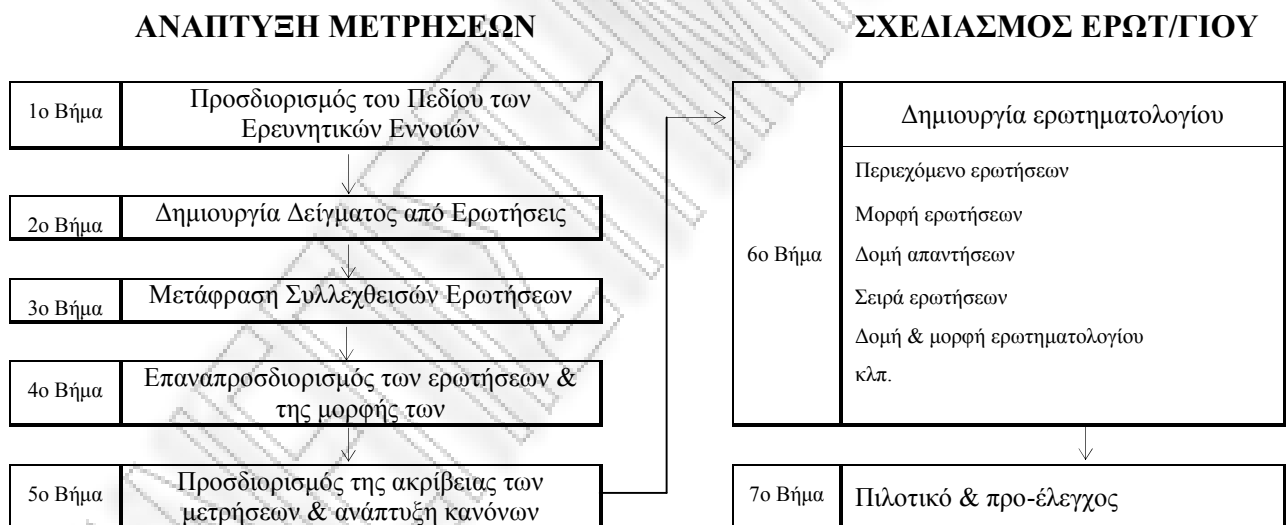 ΑΝΑΠΤΥΞΗ ΜΕΤΡΗΣΕΩΝ
1ο Βήμα
Προσδιορισμός του Πεδίου των
Ερευνητικών Εννοιών
2ο Βήμα
Δημιουργία Δείγματος από Ερωτήσεις
3ο Βήμα
Μετάφραση Συλλεχθεισών Ερωτήσεων
4ο Βήμα
Επαναπροσδιορισμός των ερωτήσεων &
της μορφής των
5ο Βήμα
Προσδιορισμός της ακρίβειας των
μετρήσεων & ανάπτυξη κανόνων
ΣΧΕΔΙΑΣΜΟΣ ΕΡΩΤ/ΓΙΟΥ
6ο Βήμα
Δημιουργία ερωτηματολογίου
Περιεχόμενο ερωτήσεων
Μορφή ερωτήσεων
Δομή απαντήσεων
Σειρά ερωτήσεων
Δομή & μορφή ερωτηματολογίου
κλπ.
7ο Βήμα
Πιλοτικό & προ-έλεγχος